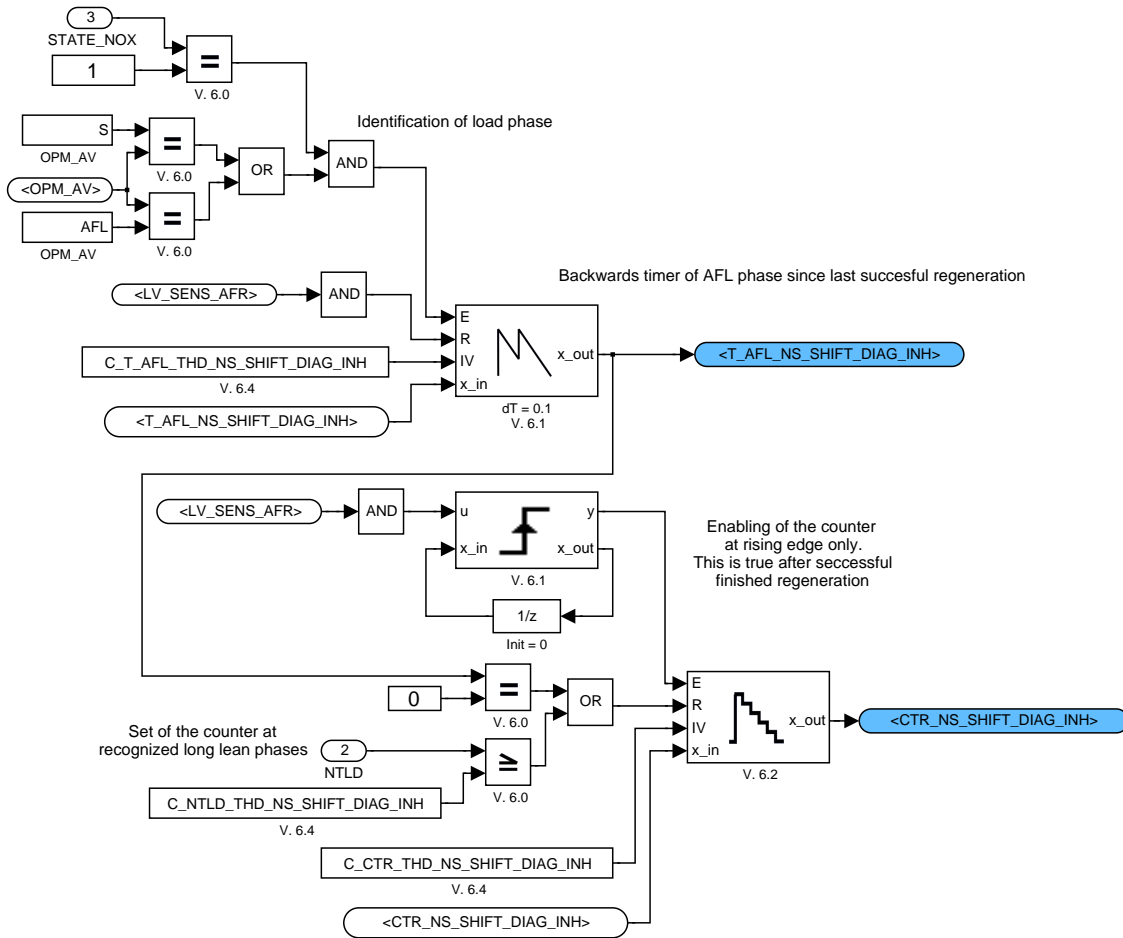 3
STATE_NOX
1
=
V. 6.0
Identification of load phase
S
OPM_AV
=
V. 6.0
OR
AND
<OPM_AV>
AFL
OPM_AV
=
V. 6.0
Backwards timer of AFL phase since last succesful regeneration
<LV_SENS_AFR>
AND
E
R
IV
x_in
x_out
C_T_AFL_THD_NS_SHIFT_DIAG_INH
V. 6.4
<T_AFL_NS_SHIFT_DIAG_INH>
dT = 0.1
V. 6.1
<T_AFL_NS_SHIFT_DIAG_INH>
<LV_SENS_AFR>
AND
u
x_in
y
x_out
V. 6.1
1/z
Init = 0
Enabling of the counter
at rising edge only.
This is true after seccessful
finished regeneration
0
=
V. 6.0
OR
E
R
IV
x_in
x_out
V. 6.2
<CTR_NS_SHIFT_DIAG_INH>
Set of the counter at
recognized long lean phases
2
NTLD
≥
V. 6.0
C_NTLD_THD_NS_SHIFT_DIAG_INH
V. 6.4
C_CTR_THD_NS_SHIFT_DIAG_INH
V. 6.4
<CTR_NS_SHIFT_DIAG_INH>